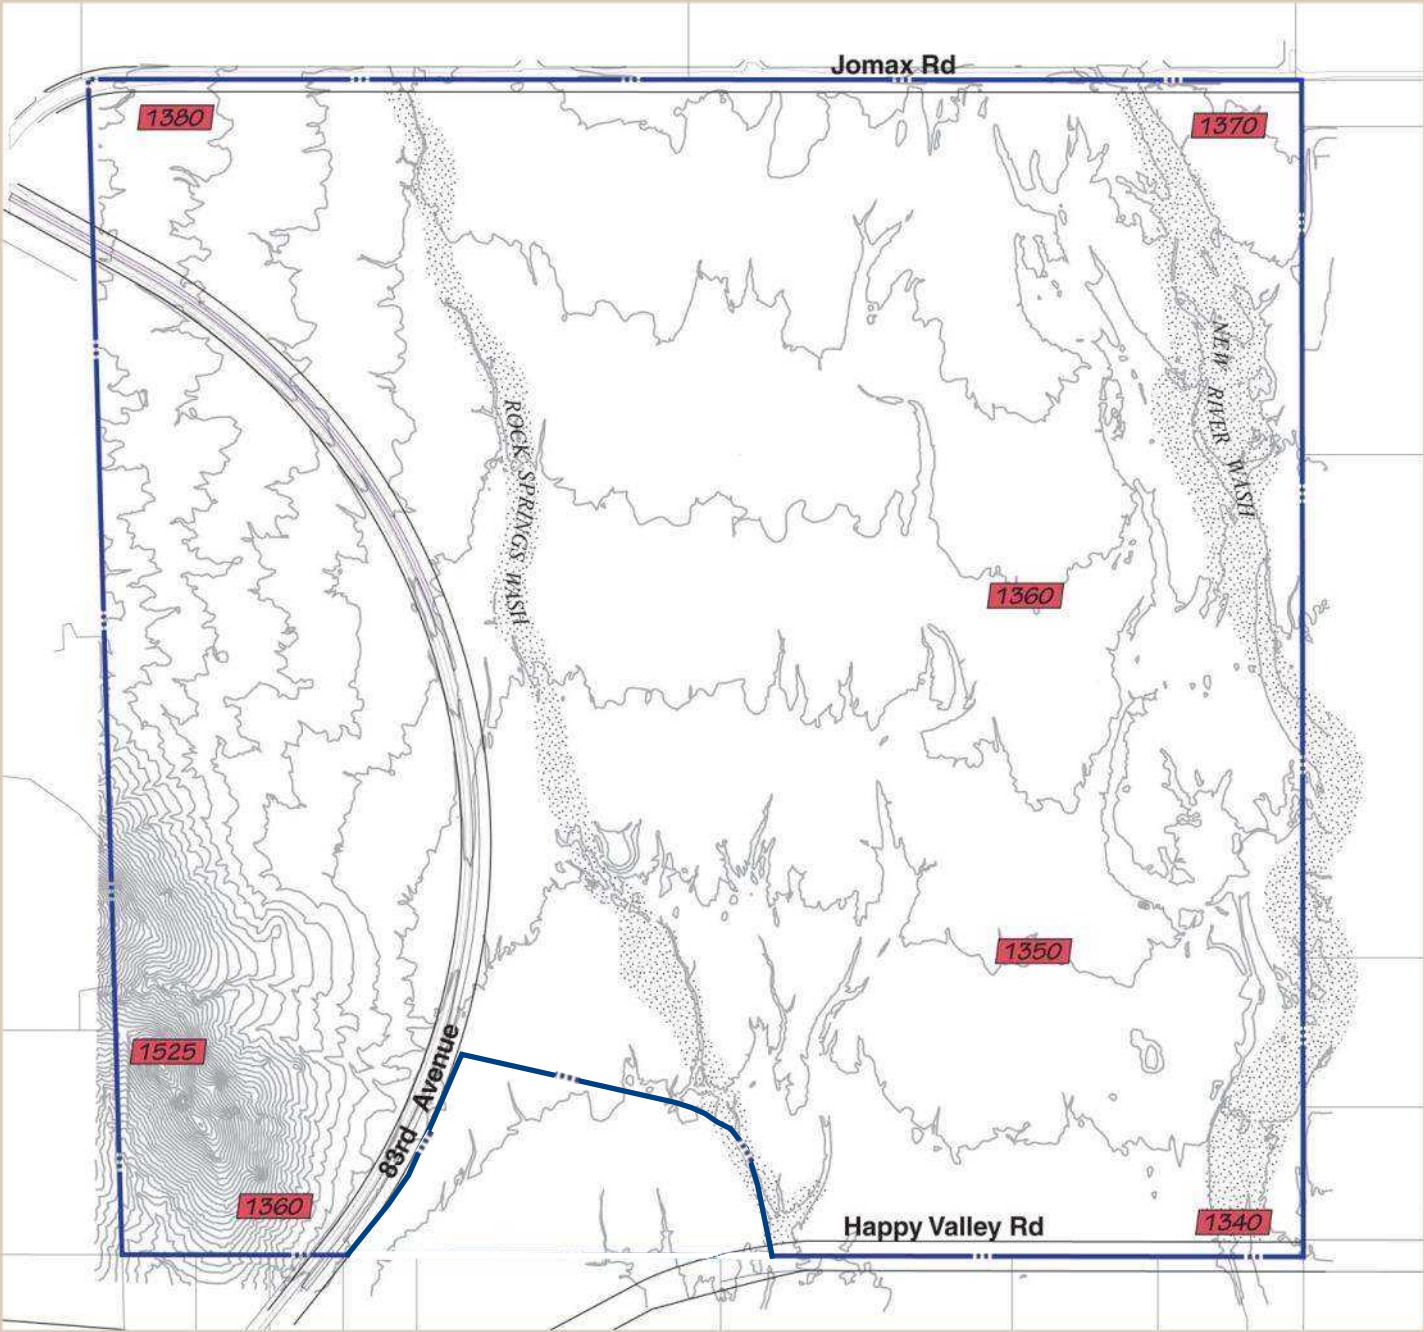 Jomax Rd
1380
1370
NEW RIVER WASH
ROCK SPRINGS WASH
1360
1350
1525
83rd Avenue
1360
Happy Valley Rd
1340